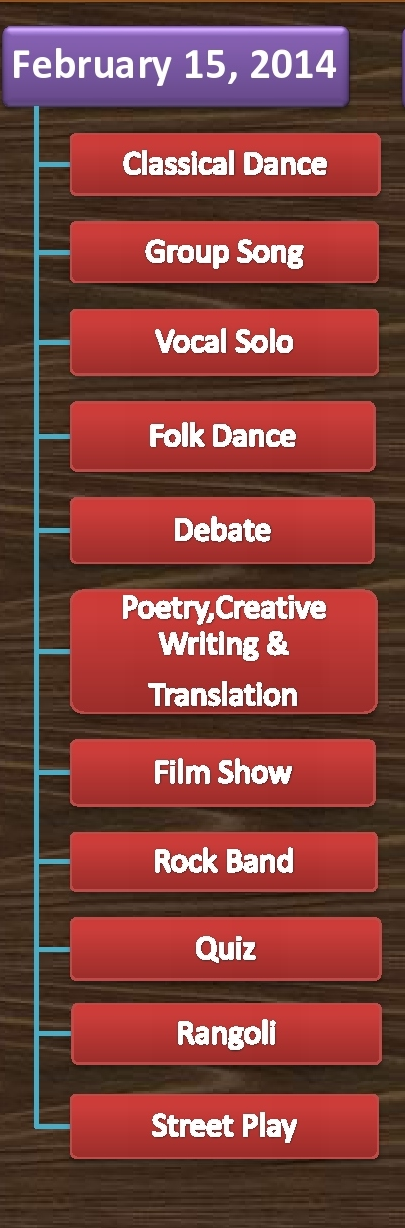 February 15, 2014
Classical Dance
Group Song
Vocal Solo
Folk Dance
Debate
Poetry,Creative
Writing &
Translation
Film Show
Rock Band
Quiz
Rangoli
Street Play